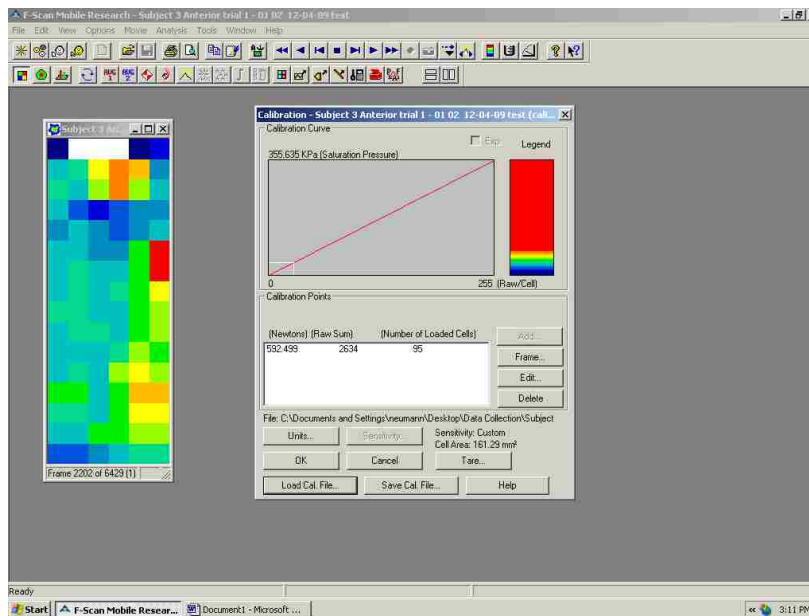 F-Scan Mobile Research - Subject 3 Anterior trial 1 - 01 02 12-04-09 test
File Edit View Options Movie Analysis Tools Window Help
Subject 3 An...
Frame 2202 of 6429 (1)
Calibration - Subject 3 Anterior trial 1 - 01 02 12-04-09 test (cali...
Calibration Curve
Exp
Legend
355.635 KPa (Saturation Pressure)
0 255 (Raw/Cell)
Calibration Points
(Newtons) (Raw Sum) (Number of Loaded Cells)
592.499 2634 95
Add...
Frame...
Edit...
Delete
File: C:\Documents and Settings\neumann\Desktop\Data Collection\Subject
Units... Sensitivity... Sensitivity: Custom
Cell Area: 161.29 mm²
OK Cancel Tare...
Load Cal. File... Save Cal. File... Help
Ready
Start F-Scan Mobile Resear... Document1 - Microsoft ... 3:11 PM